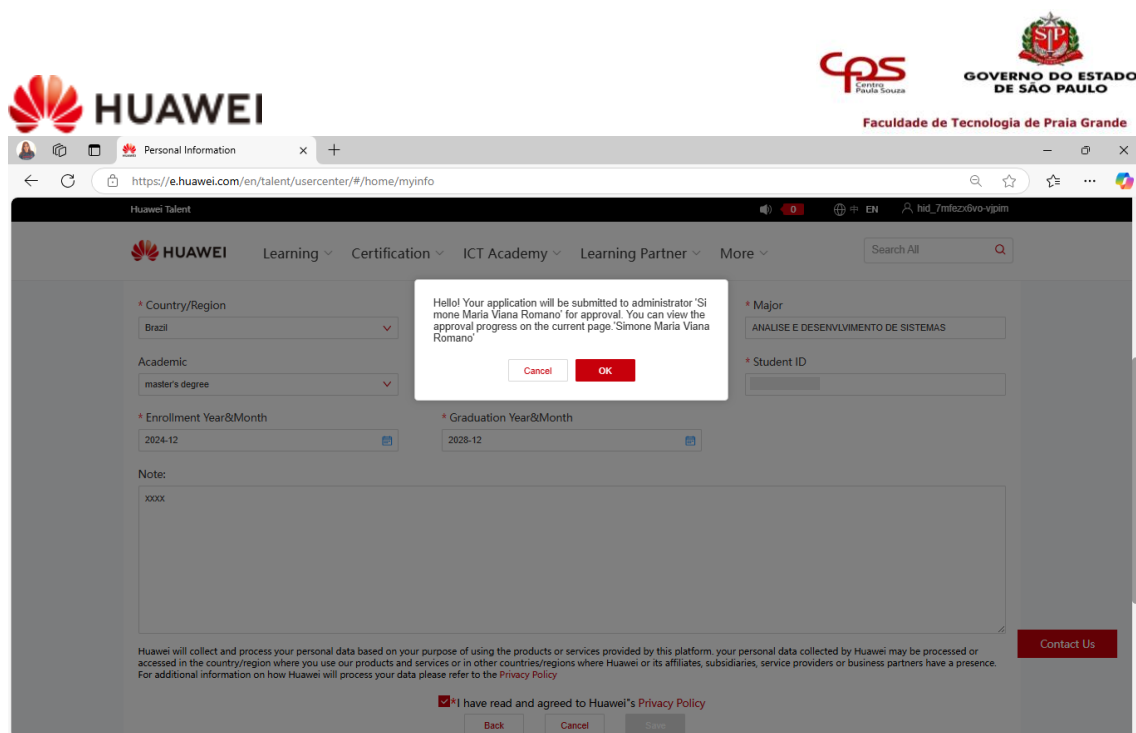 SP
GOVERNO DO ESTADO
DE SÃO PAULO
cps
Centro
Paula Souza
HUAWEI
Faculdade de Tecnologia de Praia Grande
Personal Information
https://e.huawei.com/en/talent/usercenter/#/home/myinfo
Huawei Talent
0
中 EN
hid_7mfezx6vo-vjpim
HUAWEI
Learning
Certification
ICT Academy
Learning Partner
More
Search All
* Country/Region
Brazil
Hello! Your application will be submitted to administrator 'Si
mone Maria Viana Romano' for approval. You can view the
approval progress on the current page.'Simone Maria Viana
Romano'
Cancel
OK
* Major
ANALISE E DESENVLVIMENTO DE SISTEMAS
Academic
master's degree
* Student ID
* Enrollment Year&Month
2024-12
* Graduation Year&Month
2028-12
Note:
xxxx
Huawei will collect and process your personal data based on your purpose of using the products or services provided by this platform. your personal data collected by Huawei may be processed or
accessed in the country/region where you use our products and services or in other countries/regions where Huawei or its affiliates, subsidiaries, service providers or business partners have a presence.
For additional information on how Huawei will process your data please refer to the Privacy Policy
Contact Us
*I have read and agreed to Huawei"s Privacy Policy
Back
Cancel
Save